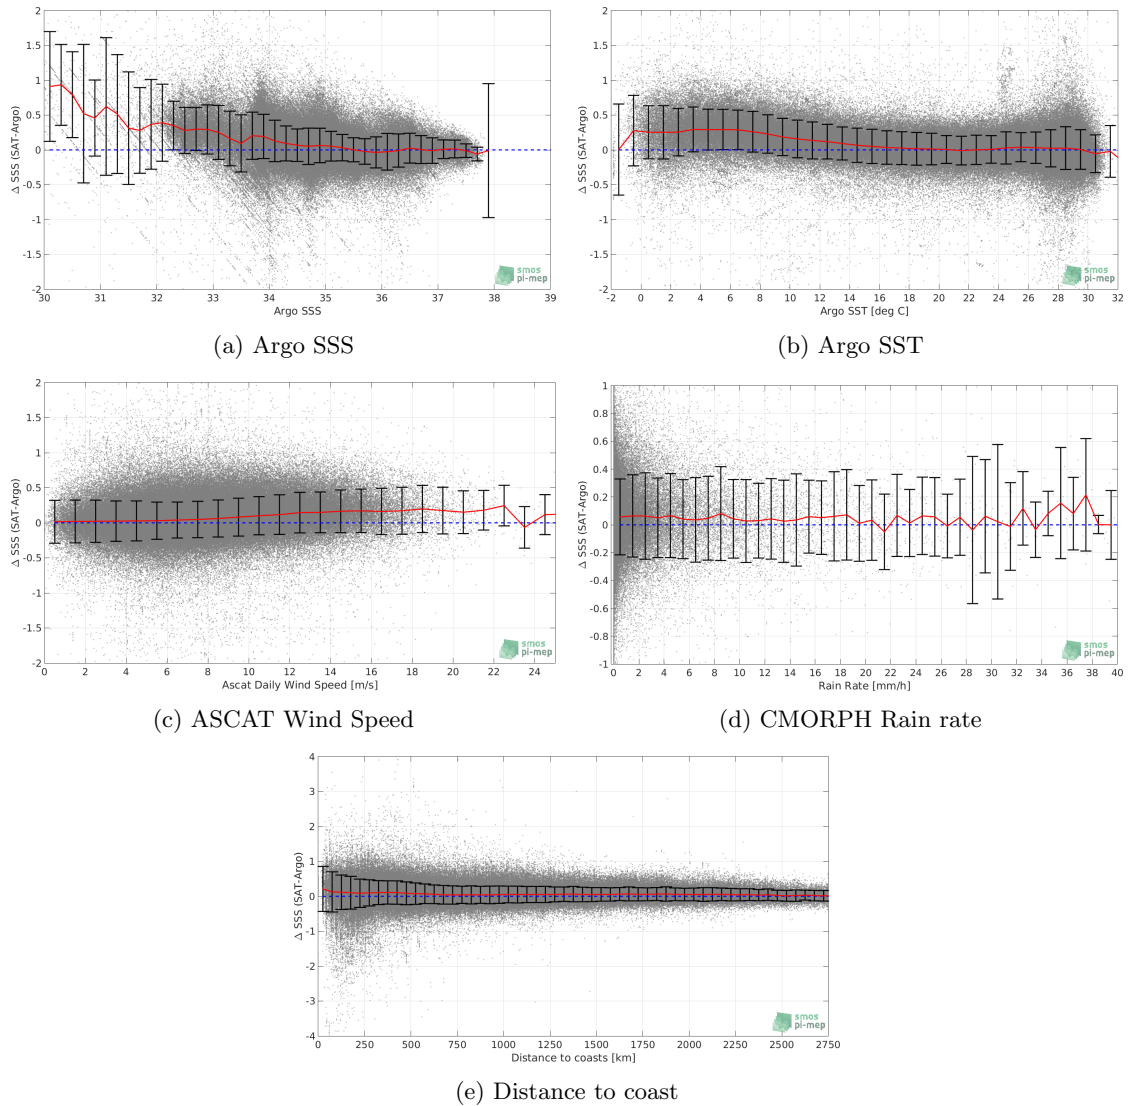 2
1.5
1
0.5
0
-0.5
-1
-1.5
-2
Δ SSS (SAT-Argo)
30 31 32 33 34 35 36 37 38 39
Argo SSS
smos
pi-mep
(a) Argo SSS
2
1.5
1
0.5
0
-0.5
-1
-1.5
-2
Δ SSS (SAT-Argo)
-2 0 2 4 6 8 10 12 14 16 18 20 22 24 26 28 30 32
Argo SST [deg C]
smos
pi-mep
(b) Argo SST
2
1.5
1
0.5
0
-0.5
-1
-1.5
-2
Δ SSS (SAT-Argo)
0 2 4 6 8 10 12 14 16 18 20 22 24
Ascat Daily Wind Speed [m/s]
smos
pi-mep
(c) ASCAT Wind Speed
1
0.8
0.6
0.4
0.2
0
-0.2
-0.4
-0.6
-0.8
-1
Δ SSS (SAT-Argo)
0 2 4 6 8 10 12 14 16 18 20 22 24 26 28 30 32 34 36 38 40
Rain Rate [mm/h]
smos
pi-mep
(d) CMORPH Rain rate
4
3
2
1
0
-1
-2
-3
-4
Δ SSS (SAT-Argo)
0 250 500 750 1000 1250 1500 1750 2000 2250 2500 2750
Distance to coasts [km]
smos
pi-mep
(e) Distance to coast